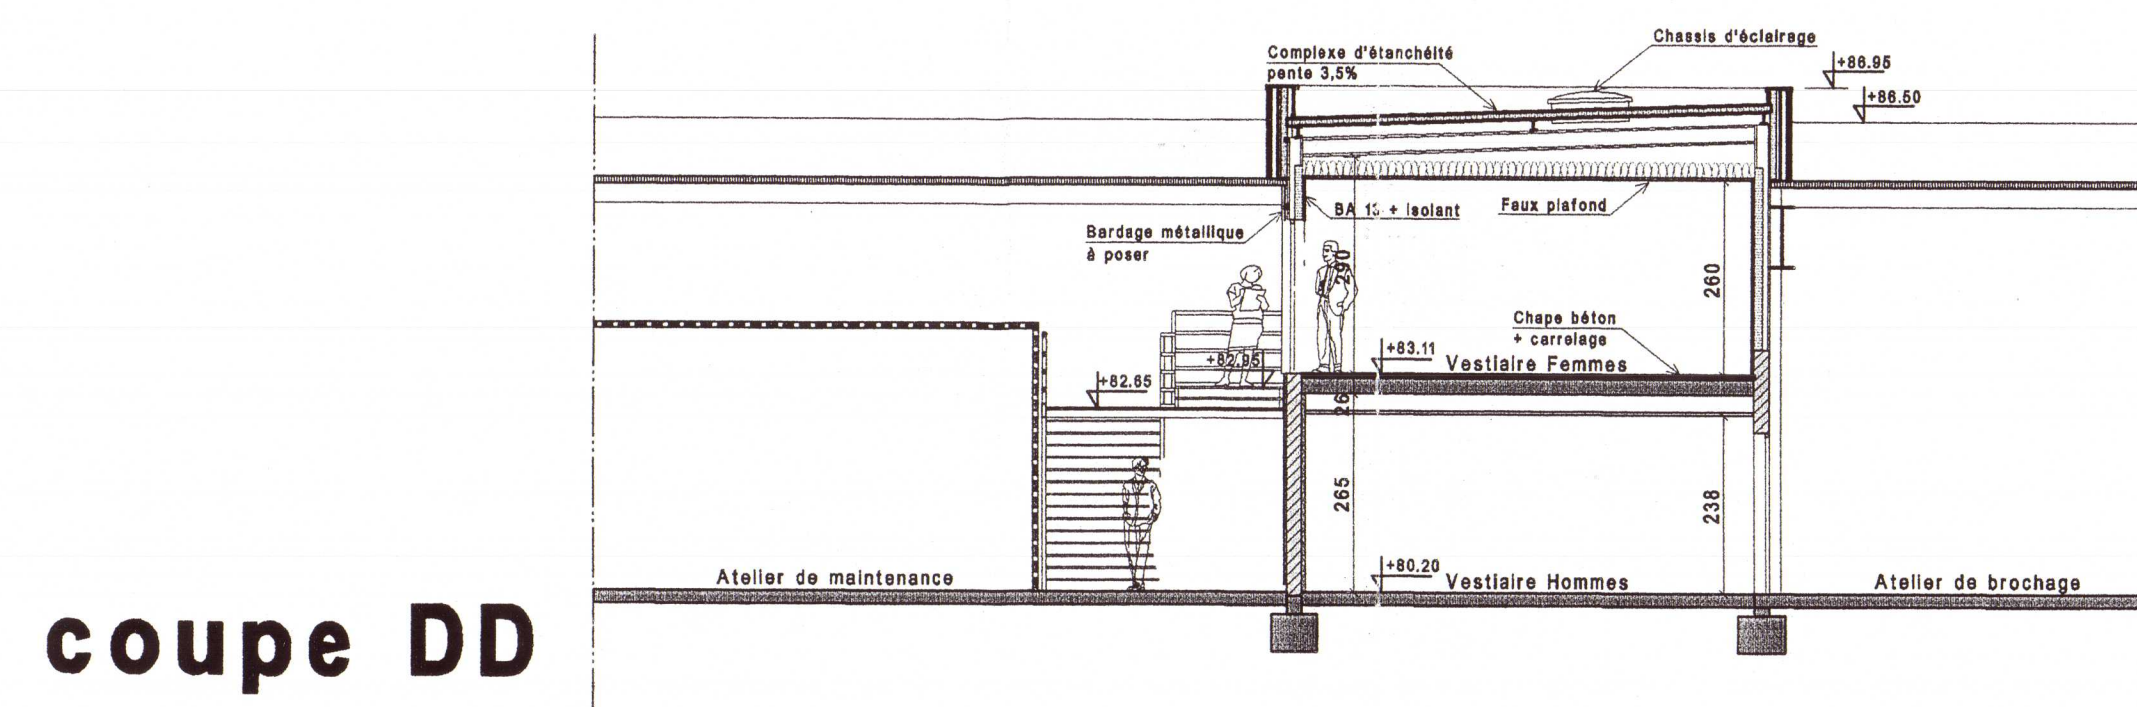 Chassis d'éclairage
Complexe d'étanchéité
pente 3,5%
+86.95
+86.50
BA 13 + Isolant
Faux plafond
Bardage métallique
à poser
290
260
Chape béton
+ carrelage
+83.11
Vestiaire Femmes
+82.95
+82.65
26
265
238
+80.20
Vestiaire Hommes
Atelier de maintenance
Atelier de brochage
coupe DD